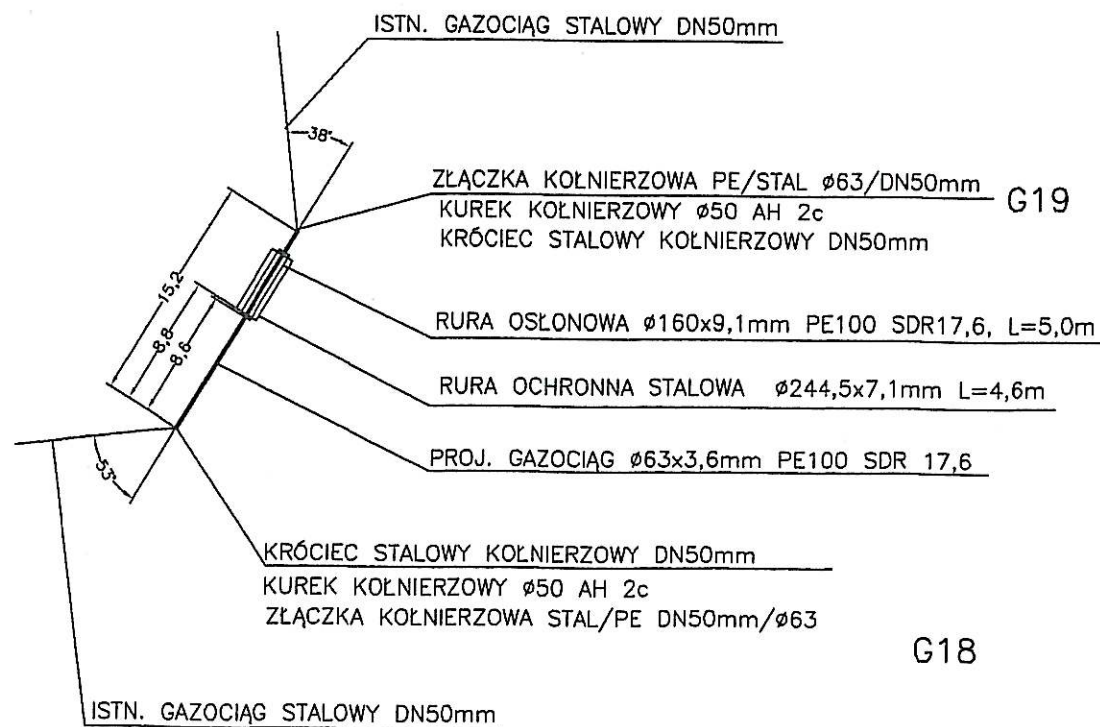 ISTN. GAZOCIĄG STALOWY DN50mm
38°
ZŁĄCZKA KOŁNIERZOWA PE/STAL ø63/DN50mm
G19
KUREK KOŁNIERZOWY ø50 AH 2c
KRÓCIEC STALOWY KOŁNIERZOWY DN50mm
15,2
8,8
8,6
RURA OSŁONOWA ø160x9,1mm PE100 SDR17,6, L=5,0m
RURA OCHRONNA STALOWA ø244,5x7,1mm L=4,6m
PROJ. GAZOCIĄG ø63x3,6mm PE100 SDR 17,6
53°
KRÓCIEC STALOWY KOŁNIERZOWY DN50mm
KUREK KOŁNIERZOWY ø50 AH 2c
ZŁĄCZKA KOŁNIERZOWA STAL/PE DN50mm/ø63
G18
ISTN. GAZOCIĄG STALOWY DN50mm